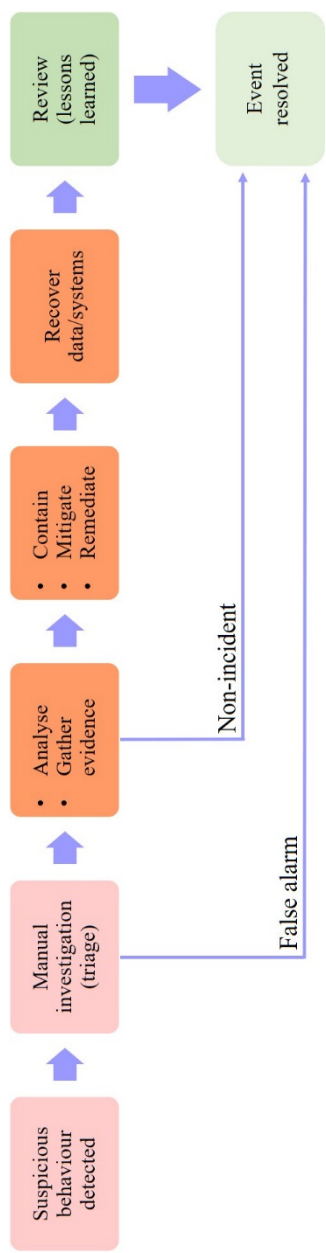 Suspicious
behaviour
detected
Manual
investigation
(triage)
• Analyse
• Gather
evidence
• Contain
• Mitigate
• Remediate
Recover
data/systems
Review
(lessons
learned)
Non-incident
False alarm
Event
resolved